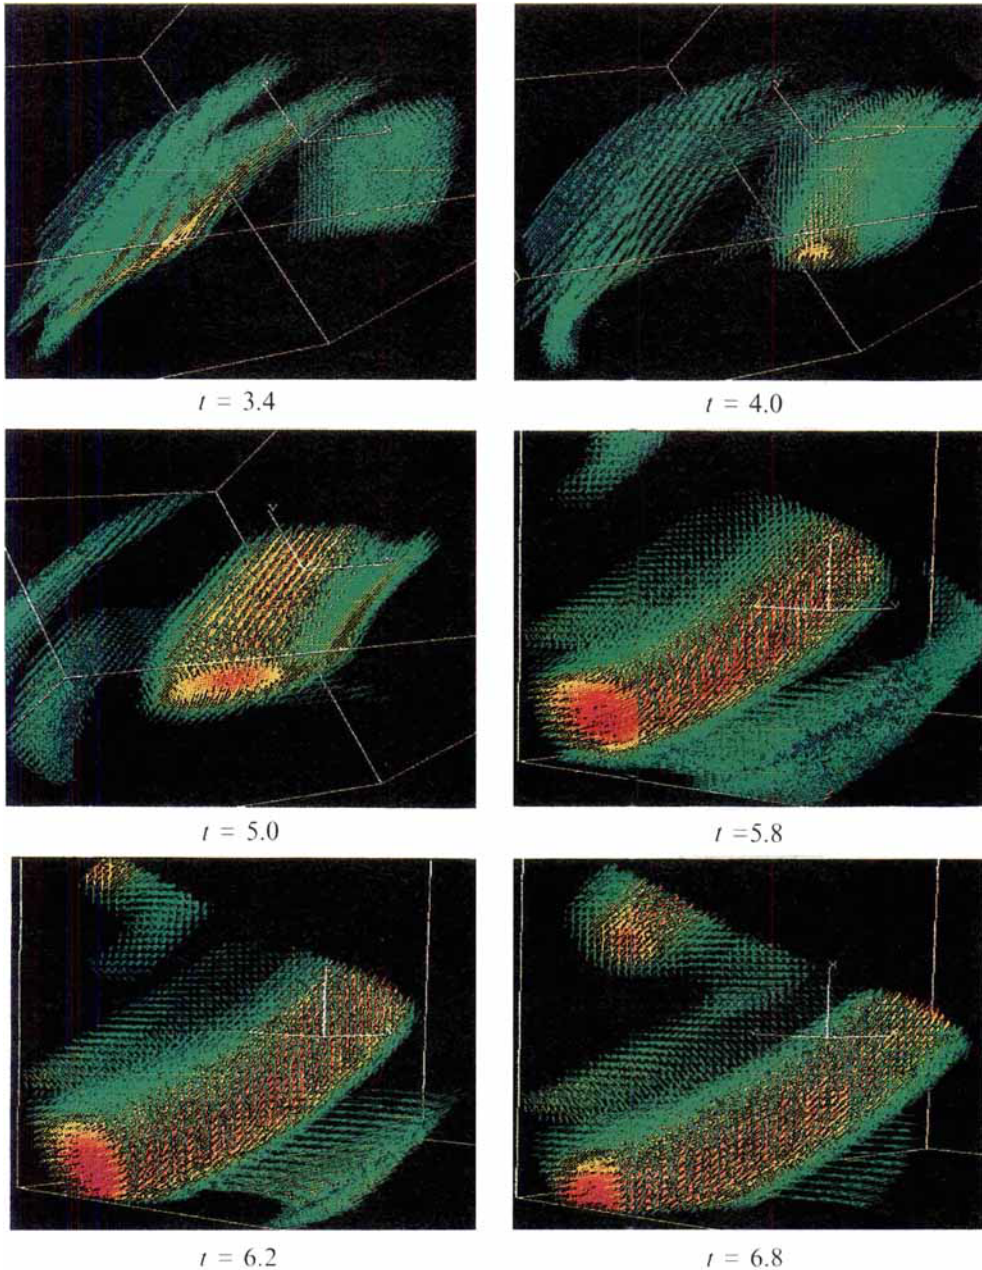 t = 3.4
t = 4.0
t = 5.0
t =5.8
t = 6.2
t = 6.8